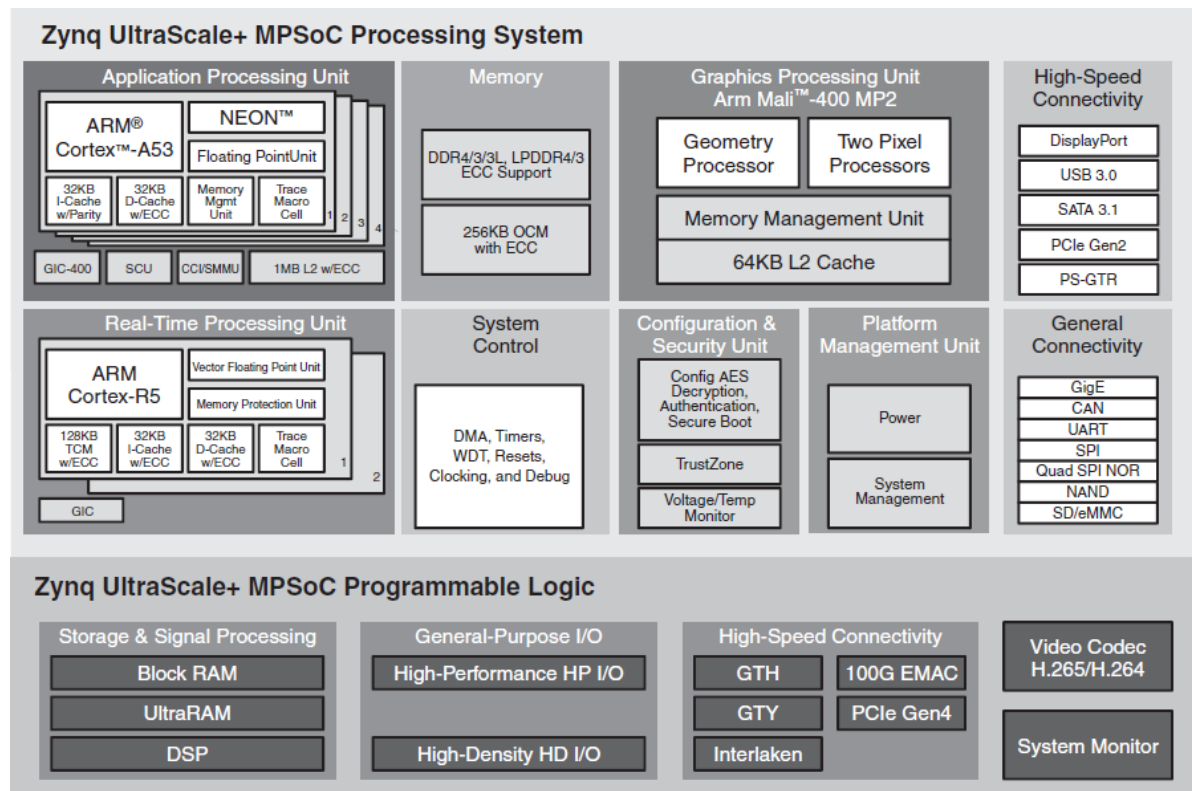 Zynq UltraScale+ MPSoC Processing System
Application Processing Unit
ARM®
Cortex™-A53
NEON™
Floating PointUnit
32KB
I-Cache
w/Parity
32KB
D-Cache
w/ECC
Memory
Mgmt
Unit
Trace
Macro
Cell
1
2
3
4
GIC-400
SCU
CCI/SMMU
1MB L2 w/ECC
Memory
DDR4/3/3L, LPDDR4/3
ECC Support
256KB OCM
with ECC
Graphics Processing Unit
Arm Mali™-400 MP2
Geometry
Processor
Two Pixel
Processors
Memory Management Unit
64KB L2 Cache
High-Speed
Connectivity
DisplayPort
USB 3.0
SATA 3.1
PCIe Gen2
PS-GTR
Real-Time Processing Unit
ARM
Cortex-R5
Vector Floating Point Unit
Memory Protection Unit
128KB
TCM
w/ECC
32KB
I-Cache
w/ECC
32KB
D-Cache
w/ECC
Trace
Macro
Cell
1
2
GIC
System
Control
DMA, Timers,
WDT, Resets,
Clocking, and Debug
Configuration &
Security Unit
Config AES
Decryption,
Authentication,
Secure Boot
TrustZone
Voltage/Temp
Monitor
Platform
Management Unit
Power
System
Management
General
Connectivity
GigE
CAN
UART
SPI
Quad SPI NOR
NAND
SD/eMMC
Zynq UltraScale+ MPSoC Programmable Logic
Storage & Signal Processing
Block RAM
UltraRAM
DSP
General-Purpose I/O
High-Performance HP I/O
High-Density HD I/O
High-Speed Connectivity
GTH
100G EMAC
GTY
PCIe Gen4
Interlaken
Video Codec
H.265/H.264
System Monitor